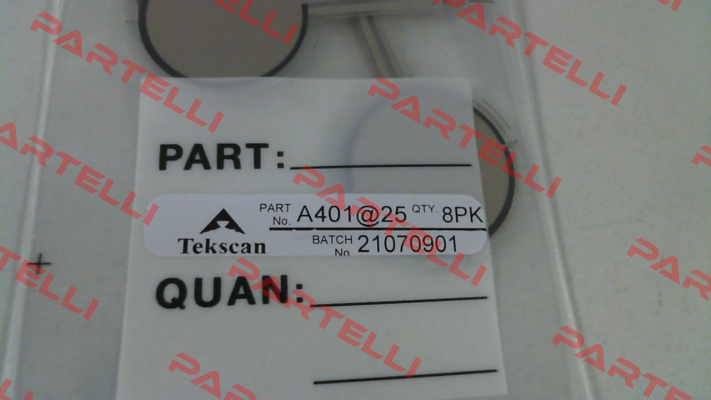 PARTELLI
PARTELLI
PARTELLI
PARTELLI
PART:
PART No. A401@25 QTY 8PK
Tekscan
BATCH No 21070901
PARTELLI
PARTELLI
QUAN:
PARTELLI
PARTELLI
PARTELLI